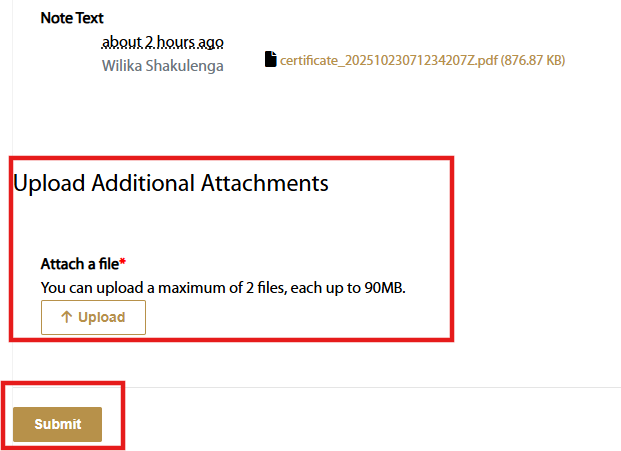 Note Text
about 2 hours ago
Wilika Shakulenga
certificate_20251023071234207Z.pdf (876.87 KB)
Upload Additional Attachments
Attach a file*
You can upload a maximum of 2 files, each up to 90MB.
Upload
Submit